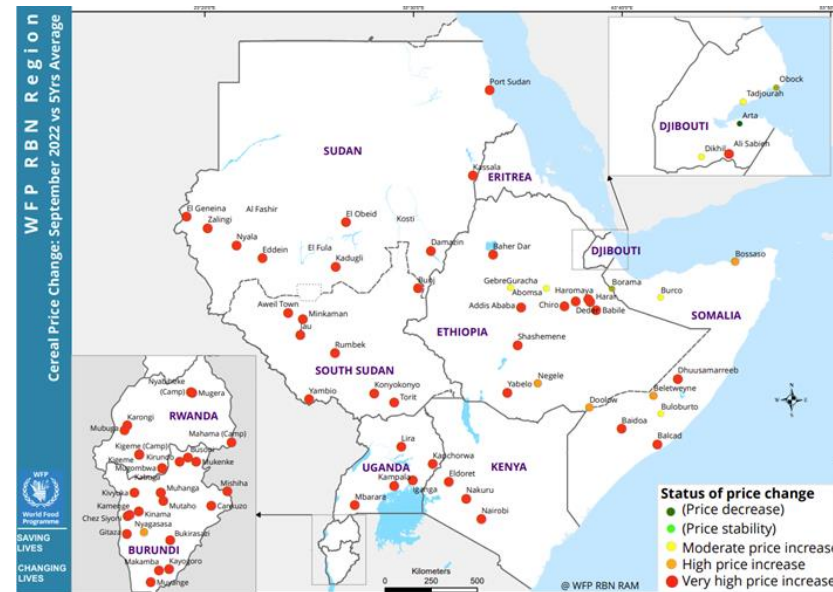 WFP RBN Region
Cereal Price Change: September 2022 vs 5Yrs Average
WFP
World Food
Programme
SAVING
LIVES
CHANGING
LIVES
Port Sudan
SUDAN
Kassala
ERITREA
El Geneina
Zalingi
Al Fashir
El Obeid
Kosti
Nyala
Eddein
El Fula
Kadugli
Damazin
Baher Dar
DJIBOUTI
Bossaso
Bunj
GebreGuracha
Abomsa
Haromaya
Borama
Burco
Aweil Town
Minkaman
Jau
Addis Ababa
Chiro
Harar
Deder
Babile
SOMALIA
ETHIOPIA
Rumbek
Shashemene
SOUTH SUDAN
Dhuusamarreeb
Negele
Beletweyne
Yambio
Konyokonyo
Torit
Yabelo
Doolow
Buloburto
Baidoa
Balcad
Lira
UGANDA
Kapchorwa
KENYA
Kampala
Iganga
Eldoret
Mbarara
Nakuru
Nairobi
Obock
Tadjourah
Arta
DJIBOUTI
Dikhil
Ali Sabieh
(Camp)
Mugera
RWANDA
Karongi
Mubuga
Mahama (Camp)
Kigeme (Camp)
Kigeme
Kirundo
Busoni
Mugombwa
Mukenke
Kivyuka
Muhanga
Mishiha
Kamenge
Mutaho
Cankuzo
Chez Siyoni
Kinama
Nyagasasa
Gitaza
Bukirasazi
BURUNDI
Makamba
Kayogoro
Muyange
Kilometers
0 250 500
@ WFP RBN RAM
Status of price change
(Price decrease)
(Price stability)
Moderate price increase
High price increase
Very high price increase